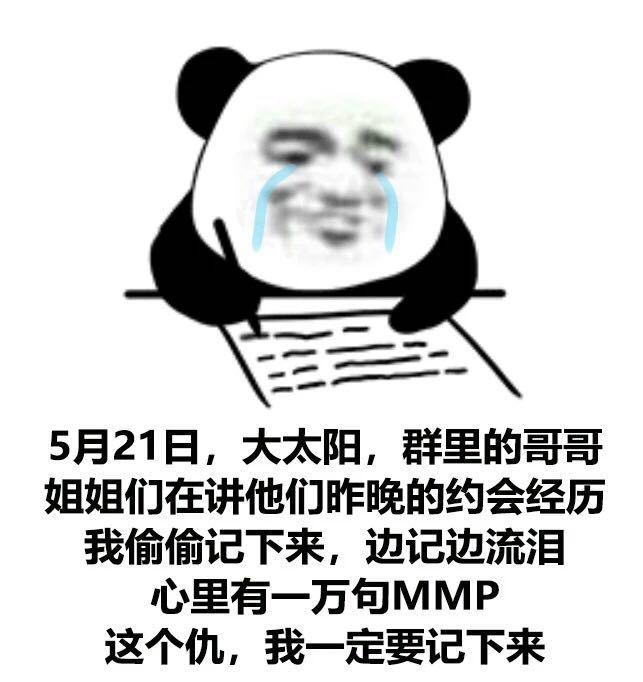 5月21日，大太阳，群里的哥哥
姐姐们在讲他们昨晚的约会经历
我偷偷记下来，边记边流泪
心里有一万句MMP
这个仇，我一定要记下来